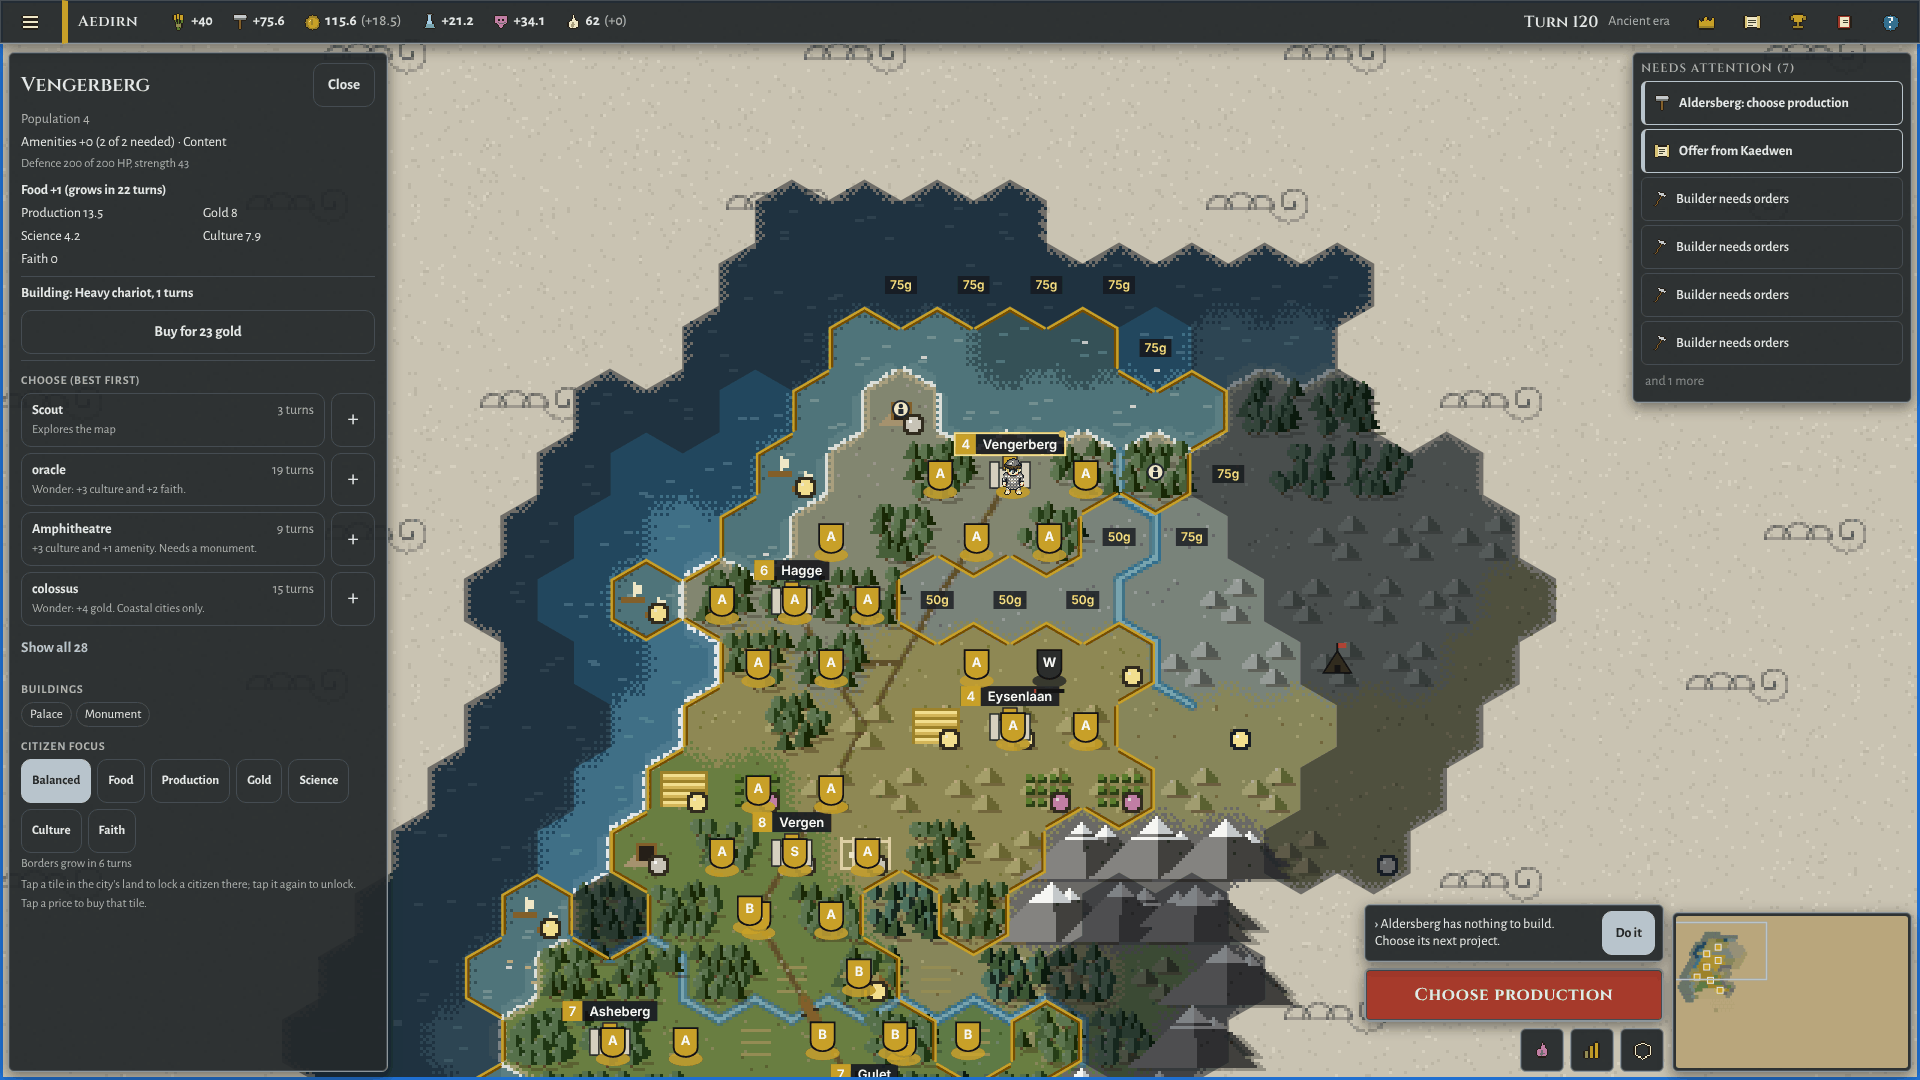 AEDIRN
+40
+75.6
115.6 (+18.5)
+21.2
+34.1
62 (+0)
TURN 120 Ancient era
VENGERBERG
Close
Population 4
Amenities +0 (2 of 2 needed) · Content
Defence 200 of 200 HP, strength 43
Food +1 (grows in 22 turns)
Production 13.5 Gold 8
Science 4.2 Culture 7.9
Faith 0
Building: Heavy chariot, 1 turns
Buy for 23 gold
CHOOSE (BEST FIRST)
Scout 3 turns
Explores the map
+
oracle 19 turns
Wonder: +3 culture and +2 faith.
+
Amphitheatre 9 turns
+3 culture and +1 amenity. Needs a monument.
+
colossus 15 turns
Wonder: +4 gold. Coastal cities only.
+
Show all 28
BUILDINGS
Palace Monument
CITIZEN FOCUS
Balanced Food Production Gold Science
Culture Faith
Borders grow in 6 turns
Tap a tile in the city's land to lock a citizen there; tap it again to unlock.
Tap a price to buy that tile.
75g 75g 75g 75g
75g
4 Vengerberg
A A 75g
A A A 50g 75g
6 Hagge
A A A 50g 50g 50g
A A A W
4 Eysenlaan
A A
A A
8 Vergen
A S A
B A
B
7 Asheberg
A A B B B
7 Gulet
NEEDS ATTENTION (7)
Aldersberg: choose production
Offer from Kaedwen
Builder needs orders
Builder needs orders
Builder needs orders
Builder needs orders
and 1 more
› Aldersberg has nothing to build.
Choose its next project.
Do it
CHOOSE PRODUCTION